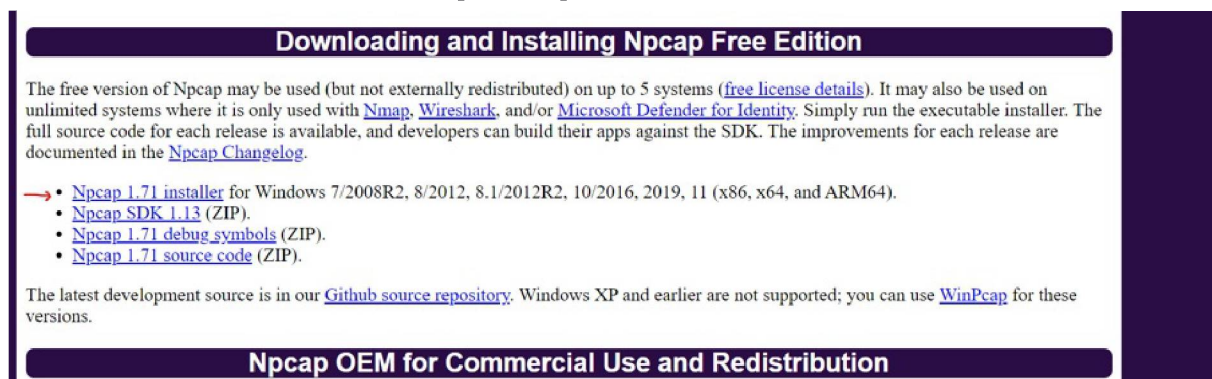 Downloading and Installing Npcap Free Edition
The free version of Npcap may be used (but not externally redistributed) on up to 5 systems (free license details). It may also be used on
unlimited systems where it is only used with Nmap, Wireshark, and/or Microsoft Defender for Identity. Simply run the executable installer. The
full source code for each release is available, and developers can build their apps against the SDK. The improvements for each release are
documented in the Npcap Changelog.
• Npcap 1.71 installer for Windows 7/2008R2, 8/2012, 8.1/2012R2, 10/2016, 2019, 11 (x86, x64, and ARM64).
• Npcap SDK 1.13 (ZIP).
• Npcap 1.71 debug symbols (ZIP).
• Npcap 1.71 source code (ZIP).
The latest development source is in our Github source repository. Windows XP and earlier are not supported; you can use WinPcap for these
versions.
Npcap OEM for Commercial Use and Redistribution